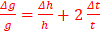 Δg/g = Δh/h + 2 Δt/t